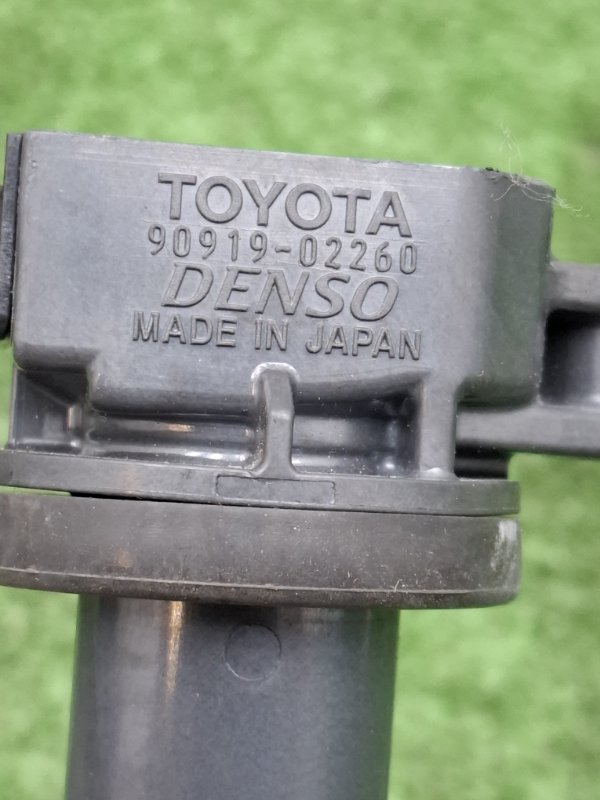 TOYOTA
90919-02260
DENSO
MADE IN JAPAN